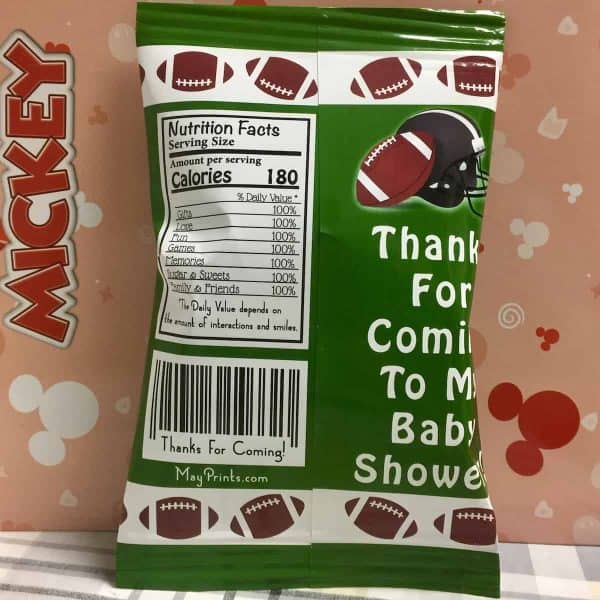 MICKEY
Nutrition Facts
Serving Size
Amount per serving
Calories 180
% Daily Value *
Gifts 100%
Love 100%
Fun 100%
Games 100%
Memories 100%
Sugar & Sweets 100%
Family & Friends 100%
*The Daily Value depends on
the amount of interactions and smiles.
Thanks For Coming!
MayPrints.com
Thank
For
Comi
To M
Baby
Showe